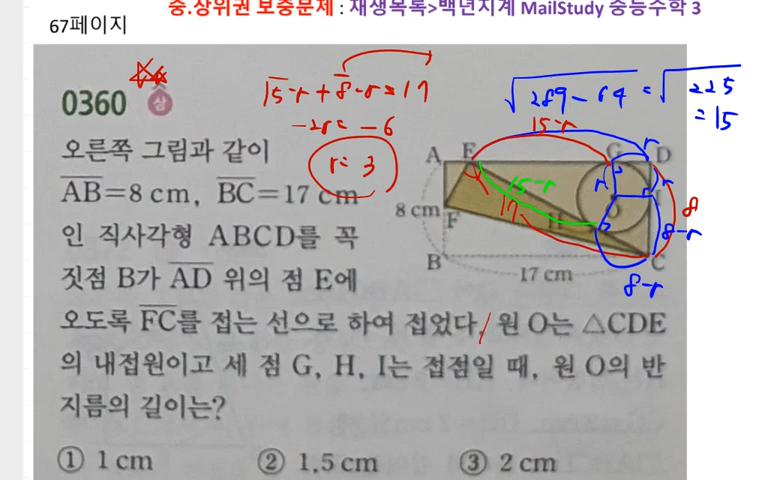 중.상위권 보충문제 : 재생목록>백년지계 MailStudy 중등수학 3
67페이지
0360 상
15-r+8-r=17
-2r=-6
r=3
√289-64=√225
=15
오른쪽 그림과 같이
AB=8 cm, BC=17 cm
인 직사각형 ABCD를 꼭
짓점 B가 AD 위의 점 E에
A E G D
15-r r
15-r r r
8 cm F H O I 8
17 8-r
B C
17 cm 8-r
오도록 FC를 접는 선으로 하여 접었다. 원 O는 △CDE
의 내접원이고 세 점 G, H, I는 접점일 때, 원 O의 반
지름의 길이는?
① 1 cm ② 1.5 cm ③ 2 cm